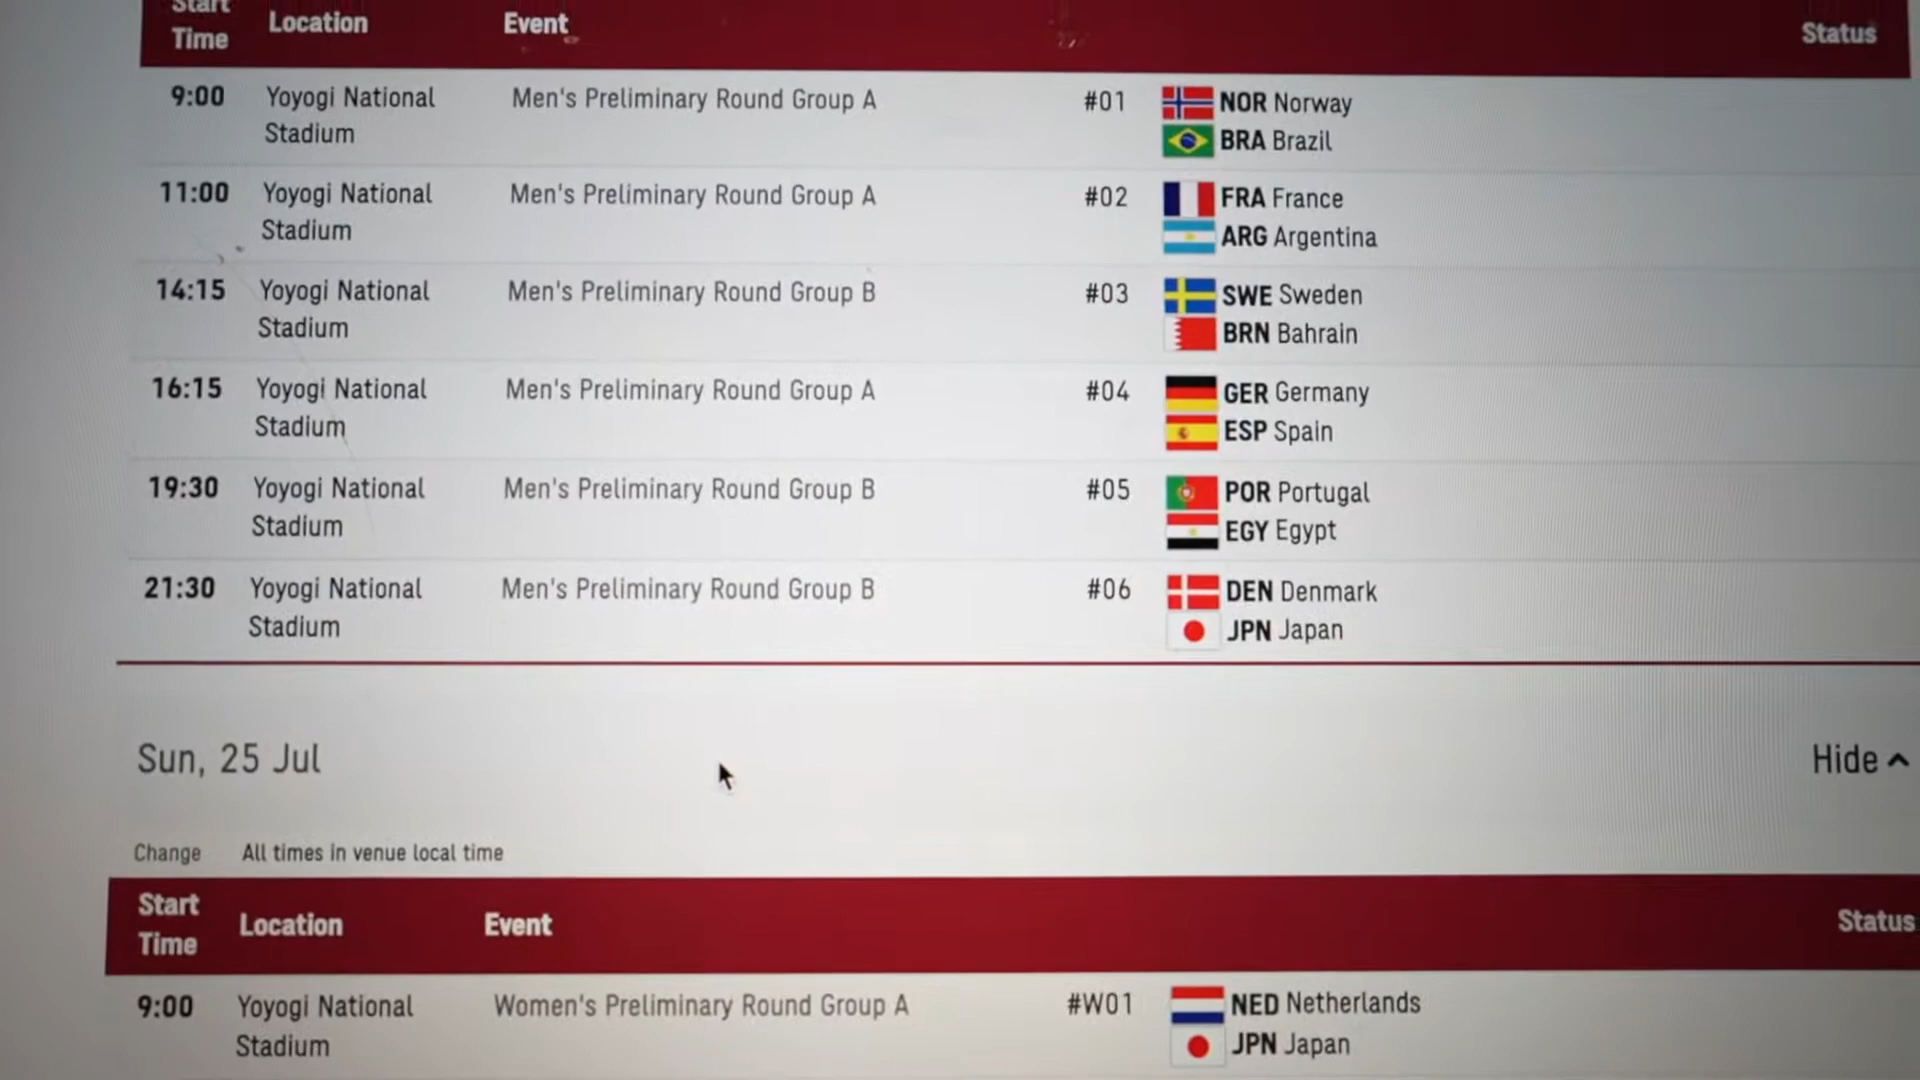 Start Time Location Event Status
9:00 Yoyogi National Stadium Men's Preliminary Round Group A #01 NOR Norway
BRA Brazil
11:00 Yoyogi National Stadium Men's Preliminary Round Group A #02 FRA France
ARG Argentina
14:15 Yoyogi National Stadium Men's Preliminary Round Group B #03 SWE Sweden
BRN Bahrain
16:15 Yoyogi National Stadium Men's Preliminary Round Group A #04 GER Germany
ESP Spain
19:30 Yoyogi National Stadium Men's Preliminary Round Group B #05 POR Portugal
EGY Egypt
21:30 Yoyogi National Stadium Men's Preliminary Round Group B #06 DEN Denmark
JPN Japan
Sun, 25 Jul Hide
Change All times in venue local time
Start Time Location Event Status
9:00 Yoyogi National Stadium Women's Preliminary Round Group A #W01 NED Netherlands
JPN Japan